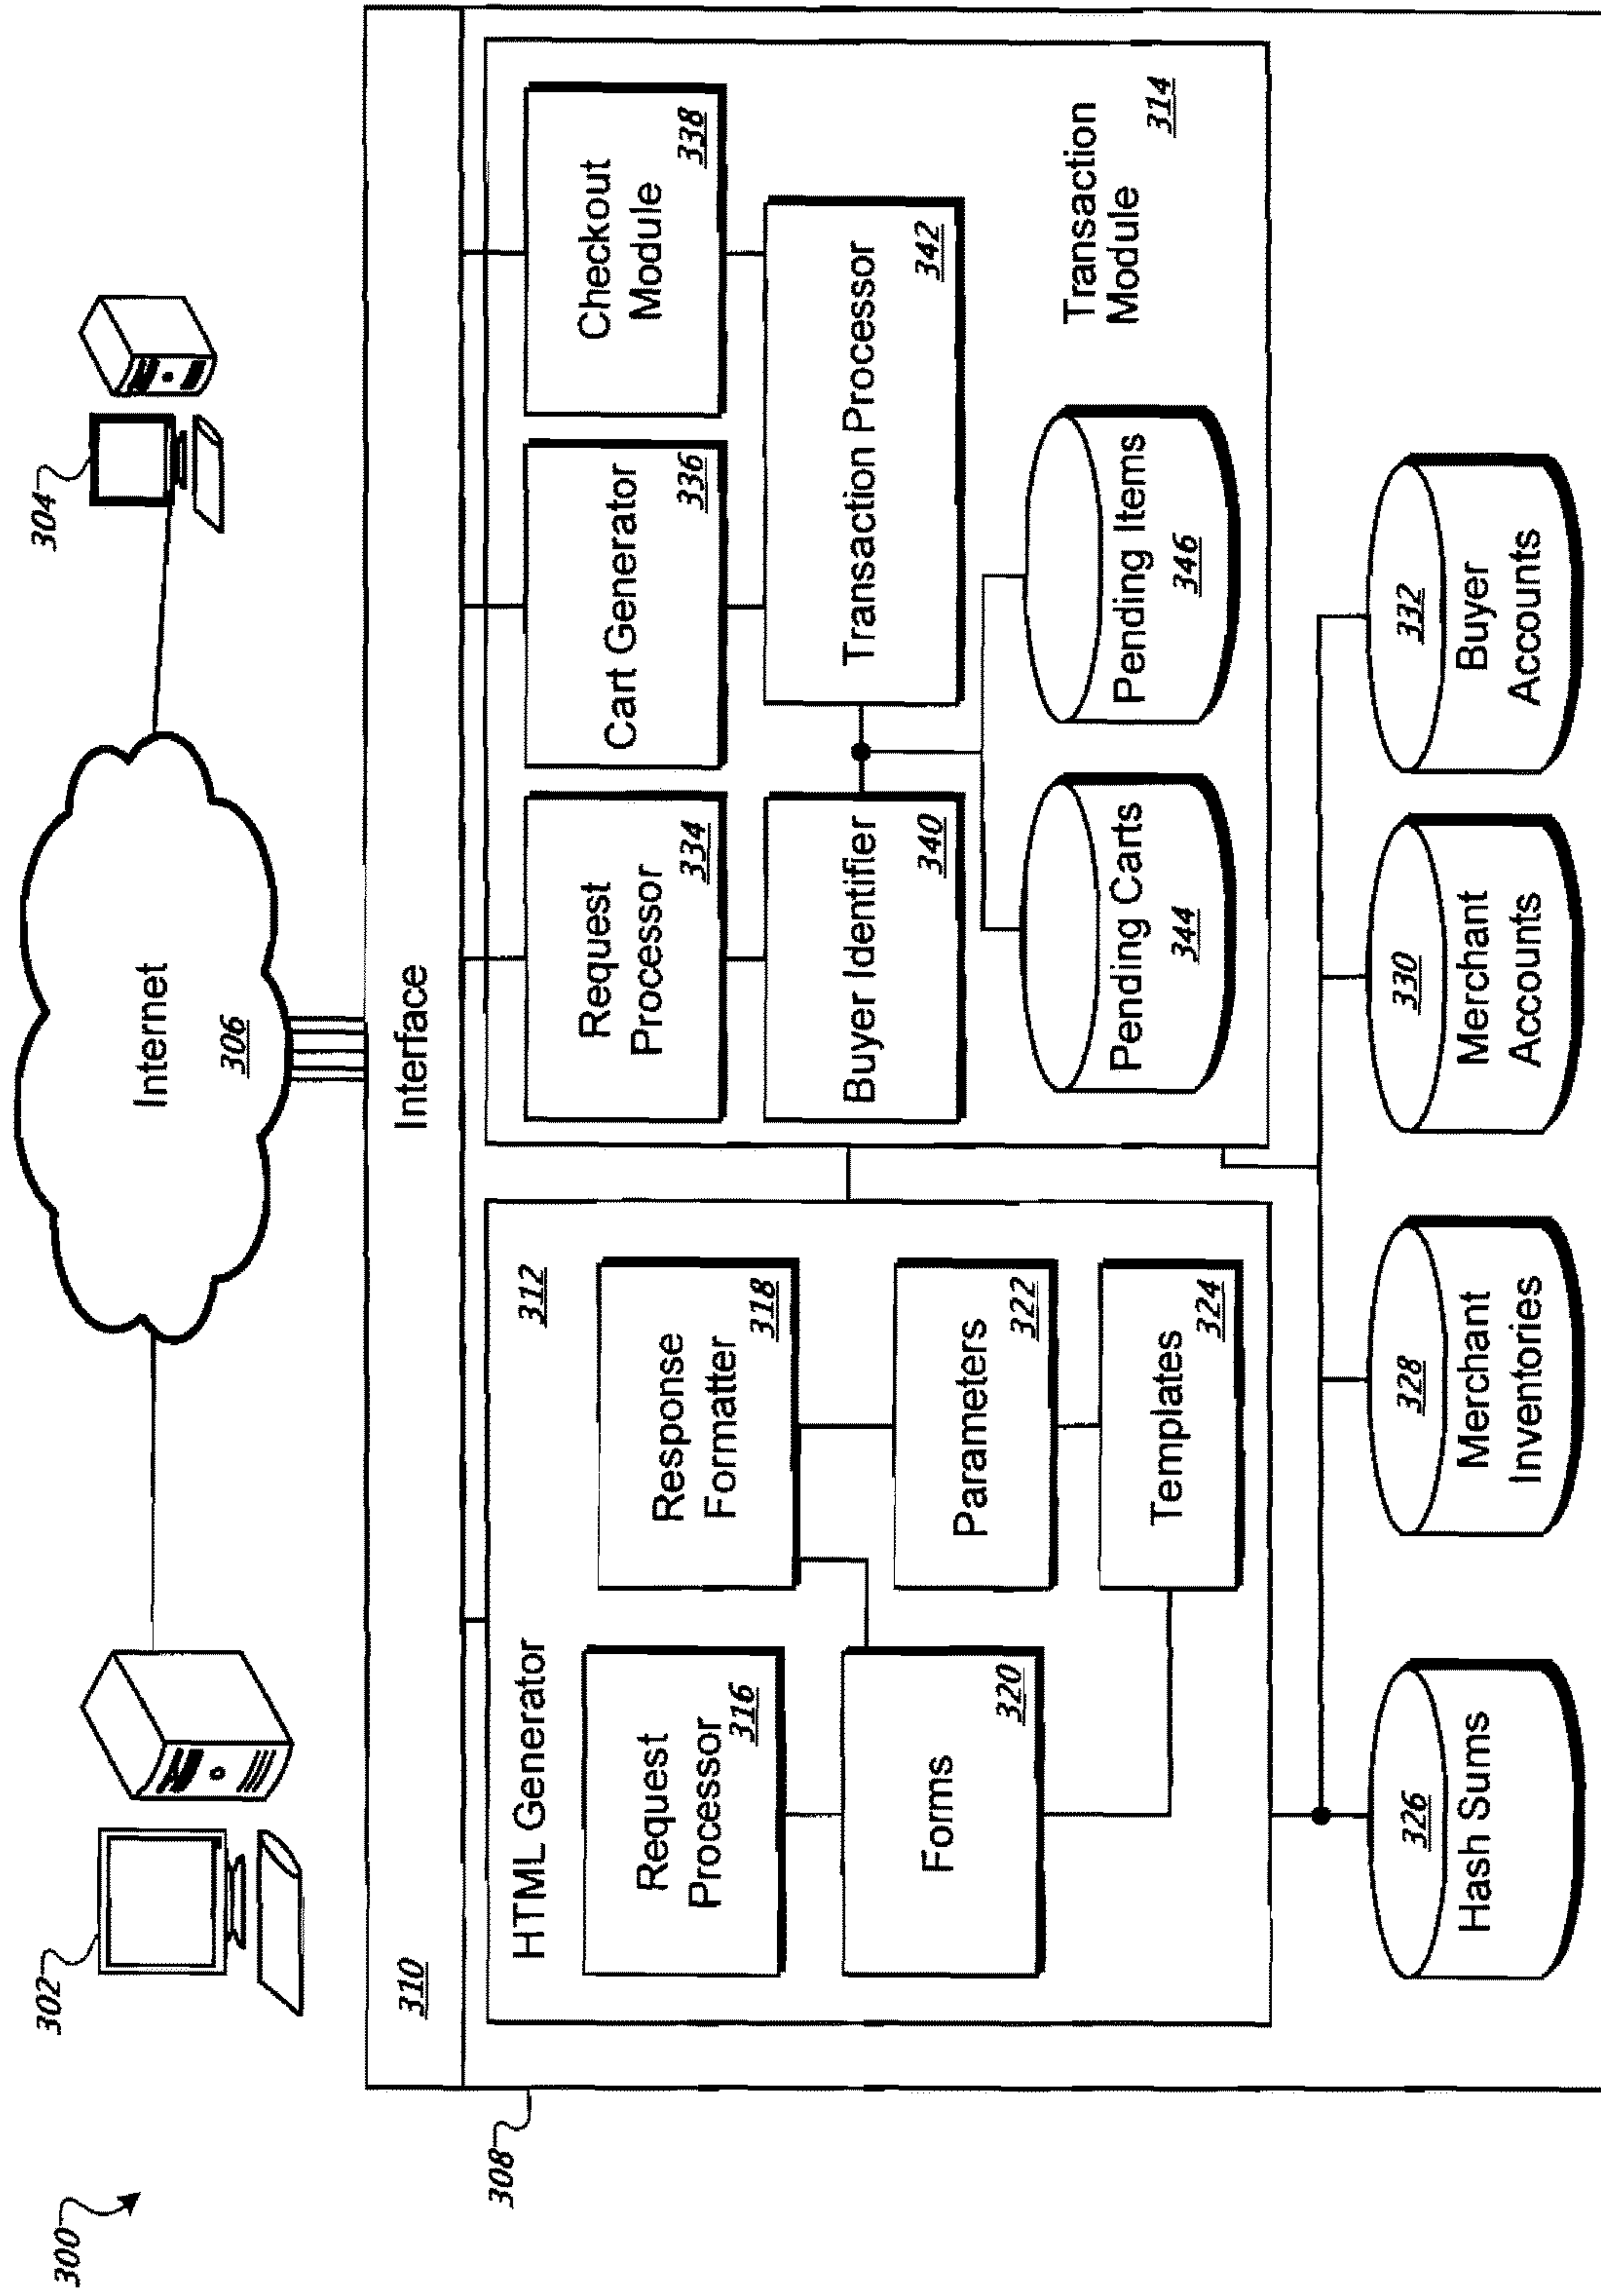 300
302
304
Internet
306
308
310
Interface
HTML Generator
312
Request
Processor
316
Response
Formatter
318
Forms
320
Parameters
322
Templates
324
Request
Processor
334
Cart Generator
336
Checkout
Module
338
Buyer Identifier
340
Transaction Processor
342
Pending Carts
344
Pending Items
346
Transaction
Module
314
326
Hash Sums
328
Merchant
Inventories
330
Merchant
Accounts
332
Buyer
Accounts